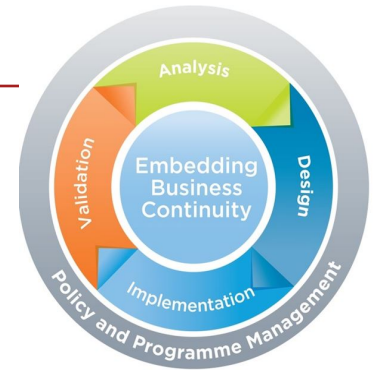 Analysis
Design
Implementation
Validation
Embedding
Business
Continuity
Policy and Programme Management